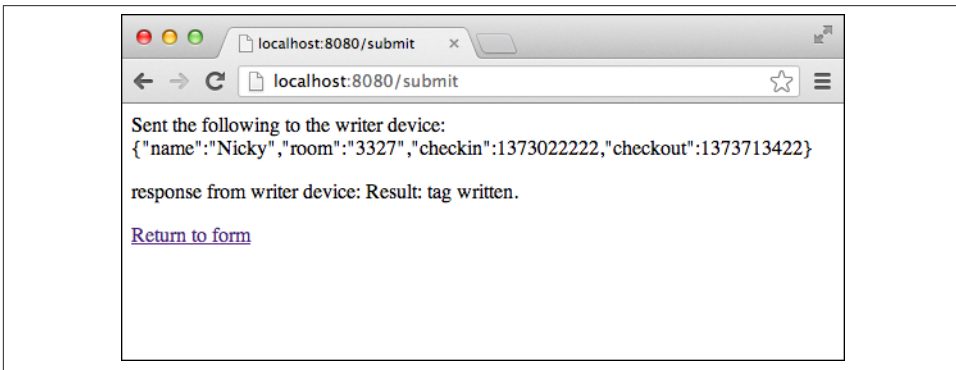 localhost:8080/submit
localhost:8080/submit
Sent the following to the writer device:
{"name":"Nicky","room":"3327","checkin":1373022222,"checkout":1373713422}
response from writer device: Result: tag written.
Return to form